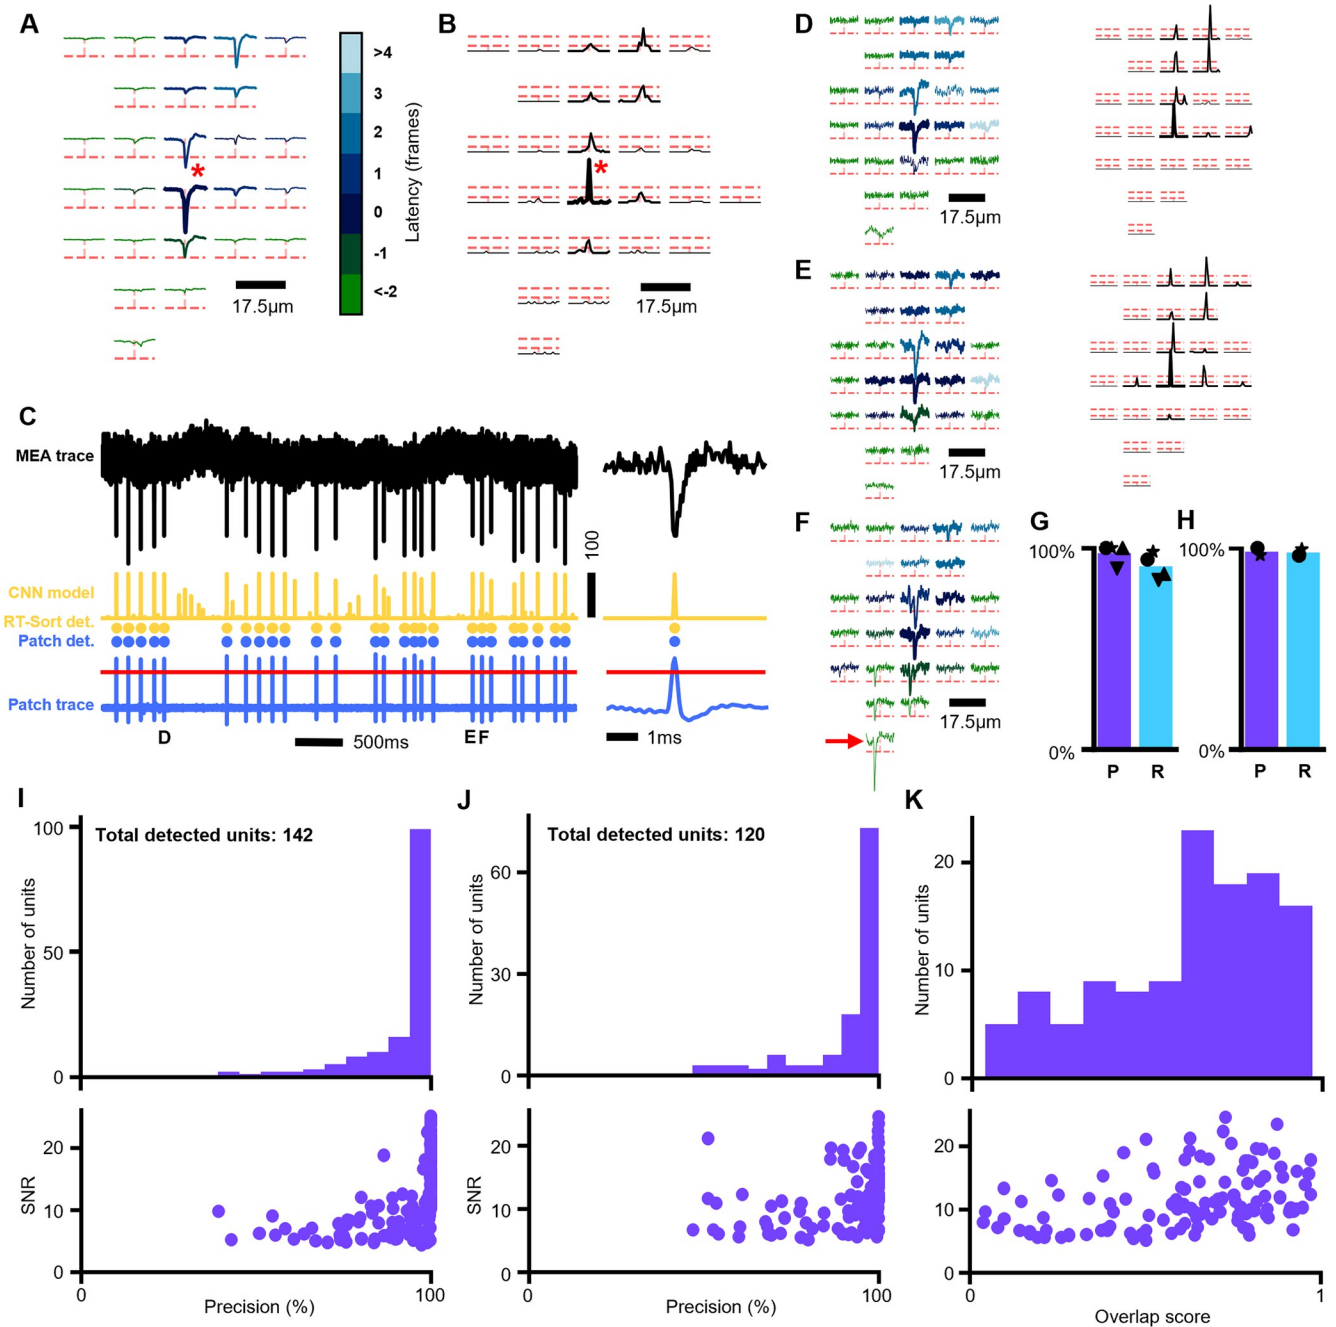 A
>4
3
2
1
0
-1
<-2
Latency (frames)
*
17.5µm
B
*
17.5µm
C
MEA trace
CNN model
RT-Sort det.
Patch det.
Patch trace
100
D
500ms
EF
1ms
D
17.5µm
E
17.5µm
F
17.5µm
G
100%
0%
P R
H
100%
0%
P R
I
Total detected units: 142
100
50
0
Number of units
20
10
0
SNR
0 100
Precision (%)
J
Total detected units: 120
60
30
0
Number of units
20
10
0
SNR
0 100
Precision (%)
K
20
10
0
Number of units
20
10
0
0 1
Overlap score